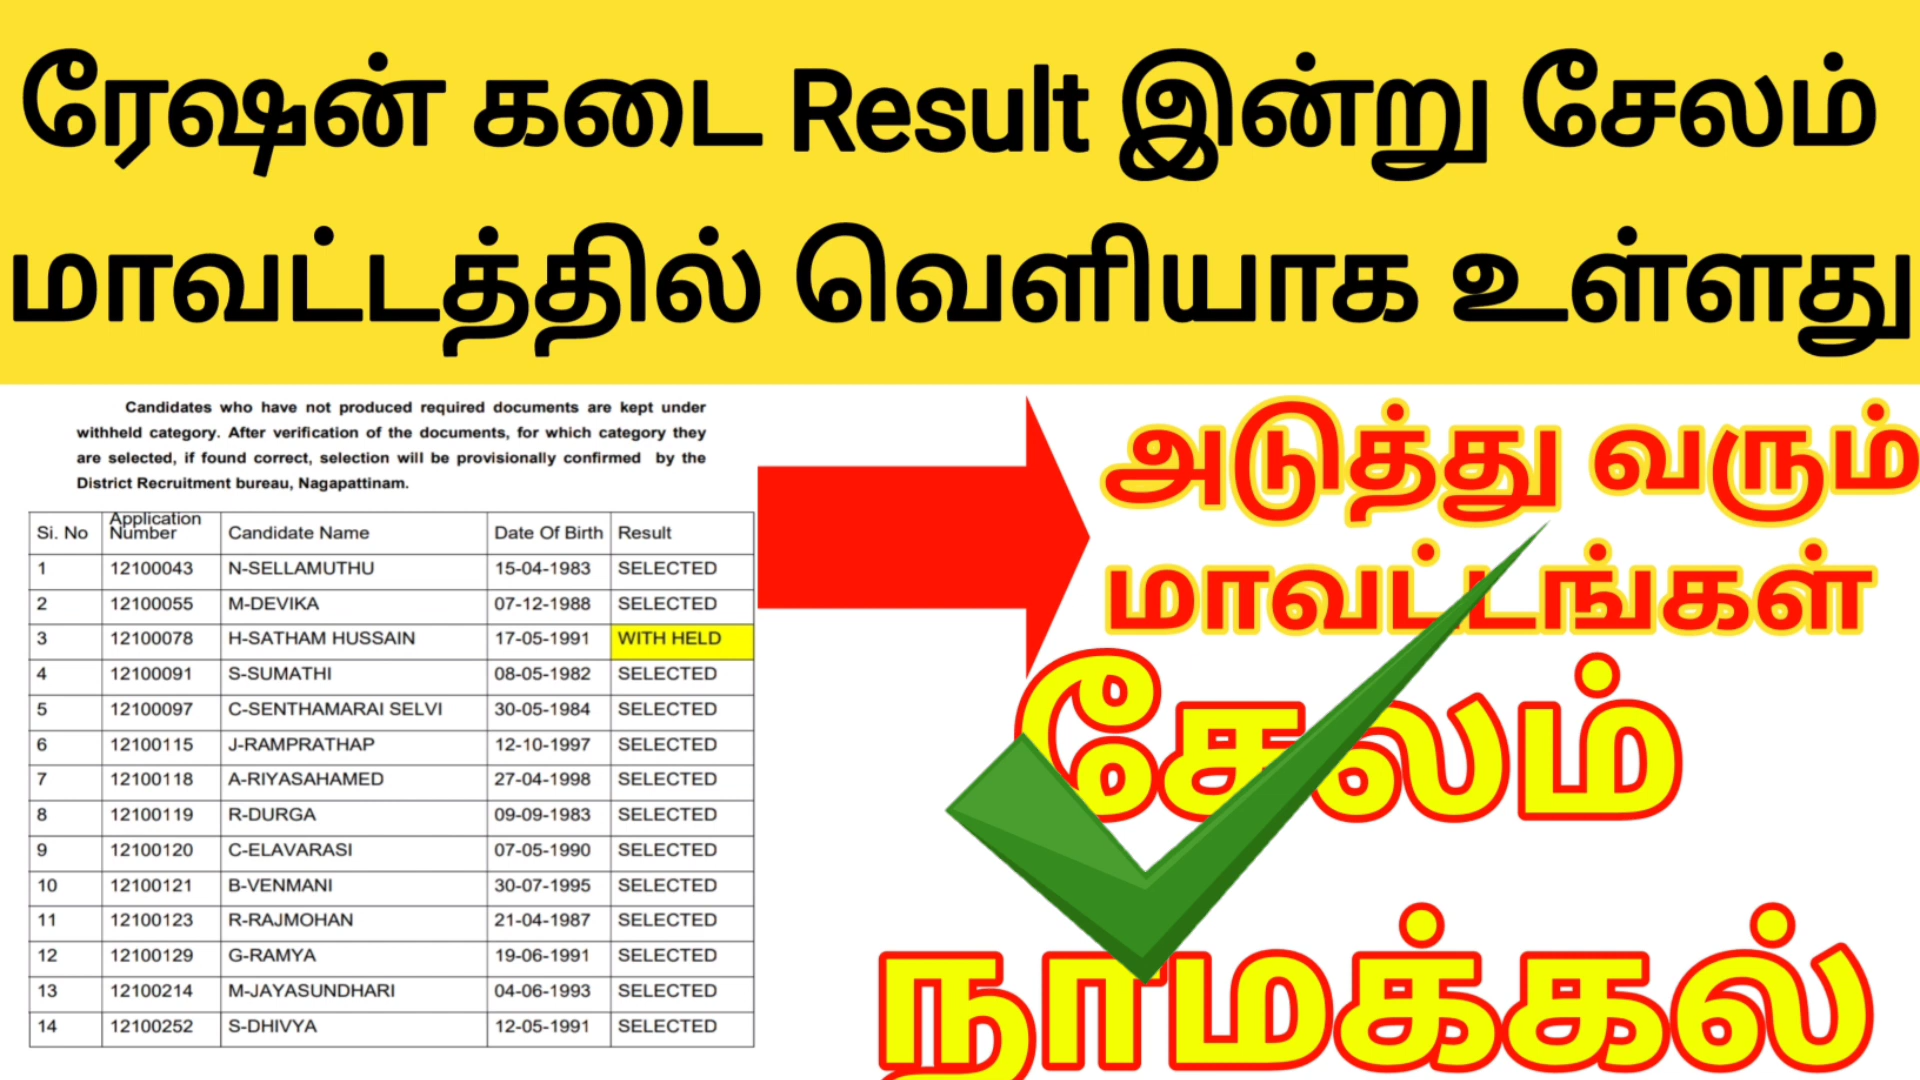 ரேஷன் கடை Result இன்று சேலம்
மாவட்டத்தில் வெளியாக உள்ளது
Candidates who have not produced required documents are kept under
withheld category. After verification of the documents, for which category they
are selected, if found correct, selection will be provisionally confirmed by the
District Recruitment bureau, Nagapattinam.
Si. No Application Number Candidate Name Date Of Birth Result
1 12100043 N-SELLAMUTHU 15-04-1983 SELECTED
2 12100055 M-DEVIKA 07-12-1988 SELECTED
3 12100078 H-SATHAM HUSSAIN 17-05-1991 WITH HELD
4 12100091 S-SUMATHI 08-05-1982 SELECTED
5 12100097 C-SENTHAMARAI SELVI 30-05-1984 SELECTED
6 12100115 J-RAMPRATHAP 12-10-1997 SELECTED
7 12100118 A-RIYASAHAMED 27-04-1998 SELECTED
8 12100119 R-DURGA 09-09-1983 SELECTED
9 12100120 C-ELAVARASI 07-05-1990 SELECTED
10 12100121 B-VENMANI 30-07-1995 SELECTED
11 12100123 R-RAJMOHAN 21-04-1987 SELECTED
12 12100129 G-RAMYA 19-06-1991 SELECTED
13 12100214 M-JAYASUNDHARI 04-06-1993 SELECTED
14 12100252 S-DHIVYA 12-05-1991 SELECTED
அடுத்து வரும்
மாவட்டங்கள்
சேலம்
நாமக்கல்